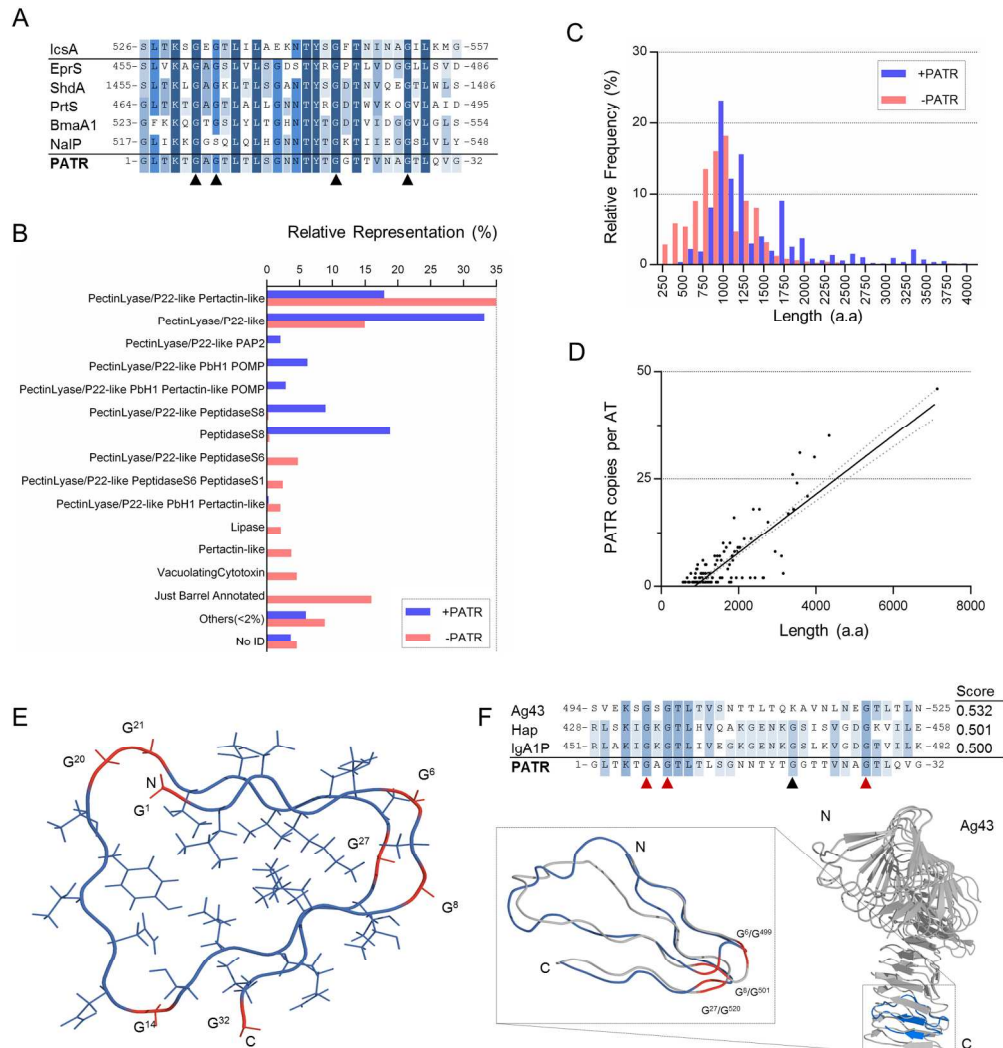 A
IcsA 526-SLTKSGEGTLILAEKNTYSGFTNINAGILKMG-557
EprS 455-SLVKAGAGSLVLSGDSTYRGPTLVDGGLLSVD-486
ShdA 1455-SLTKLGAGKLTLSGANTYSGDTNVQEGTLWLS-1486
PrtS 464-GLTKTGAGTLALLGNNRYRGDTWVKQGVLAID-495
BmaA1 523-GFKKQGTGSLYLTGHNTYTGDTVIDGGVLGLS-554
NalP 517-GLIKKGGSQLQLHGNNTYTGKTIIEGGSLVLY-548
PATR 1-GLTKTGAGTLTLSGNNTYTGGTTVNAGTLQVG-32
B
Relative Representation (%)
0 5 10 15 20 25 30 35
PectinLyase/P22-like Pertactin-like
PectinLyase/P22-like
PectinLyase/P22-like PAP2
PectinLyase/P22-like PbH1 POMP
PectinLyase/P22-like PbH1 Pertactin-like POMP
PectinLyase/P22-like PeptidaseS8
PeptidaseS8
PectinLyase/P22-like PeptidaseS6
PectinLyase/P22-like PeptidaseS6 PeptidaseS1
PectinLyase/P22-like PbH1 Pertactin-like
Lipase
Pertactin-like
VacuolatingCytotoxin
Just Barrel Annotated
Others(<2%)
No ID
+PATR
-PATR
C
Relative Frequency (%)
30
20
10
0
+PATR
-PATR
250 500 750 1000 1250 1500 1750 2000 2250 2500 2750 3000 3250 3500 3750 4000
Length (a.a)
D
PATR copies per AT
50
25
0
0 2000 4000 6000 8000
Length (a.a)
E
G21
G20
N
G1
G6
G27
G8
G14
G32
C
F
Score
Ag43 494-SVEKSGSGTLTVSNTTLTQKAVNLNEGTLTLN-525 0.532
Hap 428-RLSKIGKGTLHVQAKGENKGSISVGDGKVILE-458 0.501
IgA1P 451-RLAKIGKGTLIVEGKGENKGSLKVGDGTVILK-492 0.500
PATR 1-GLTKTGAGTLTLSGNNTYTGGTTVNAGTLQVG-32
N
Ag43
N
G6/G499
C
G8/G501
G27/G520
C